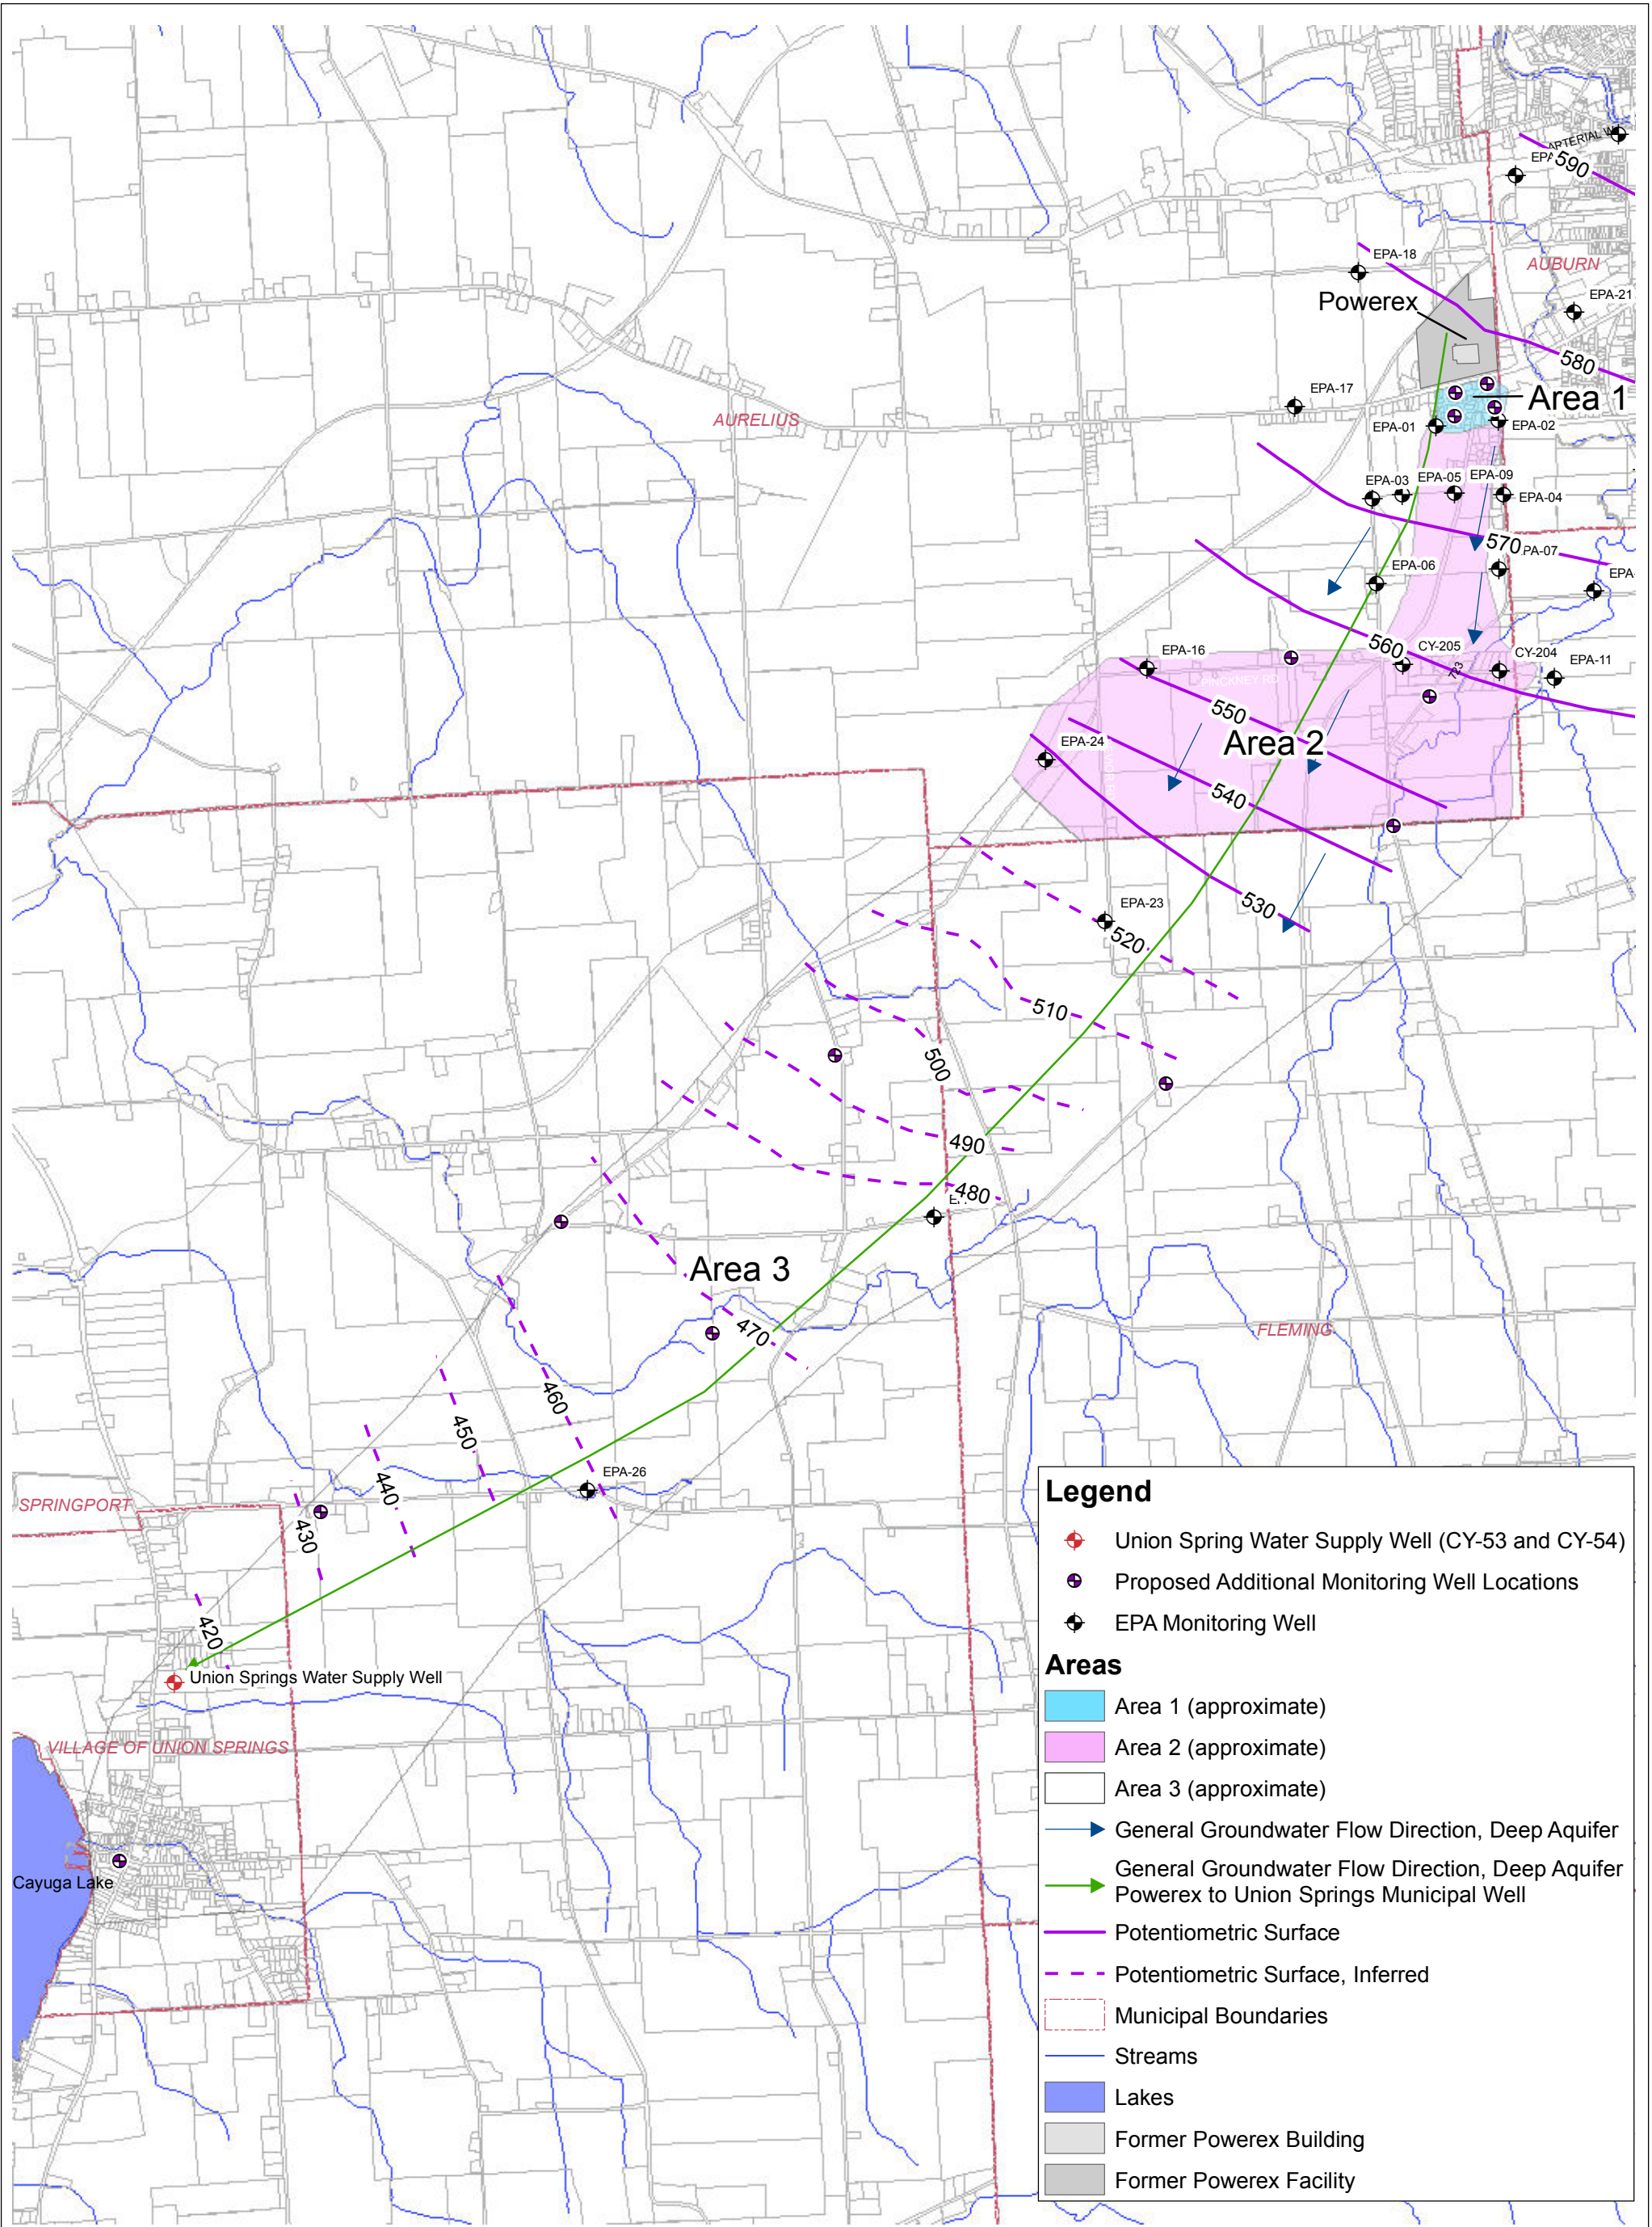 ARTERIAL W
590
EPA-18
AUBURN
EPA-21
Powerex
580
EPA-17
Area 1
AURELIUS
EPA-01
EPA-02
EPA-03
EPA-05
EPA-09
EPA-04
570
PA-07
EPA-06
EPA
560
CY-205
CY-204
EPA-11
EPA-16
PINCKNEY RD
550
Area 2
EPA-24
540
530
EPA-23
520
510
500
490
480
Area 3
470
FLEMING
460
450
440
EPA-26
SPRINGPORT
430
420
Union Springs Water Supply Well
VILLAGE OF UNION SPRINGS
Cayuga Lake
Legend
Union Spring Water Supply Well (CY-53 and CY-54)
Proposed Additional Monitoring Well Locations
EPA Monitoring Well
Areas
Area 1 (approximate)
Area 2 (approximate)
Area 3 (approximate)
General Groundwater Flow Direction, Deep Aquifer
General Groundwater Flow Direction, Deep Aquifer
Powerex to Union Springs Municipal Well
Potentiometric Surface
Potentiometric Surface, Inferred
Municipal Boundaries
Streams
Lakes
Former Powerex Building
Former Powerex Facility